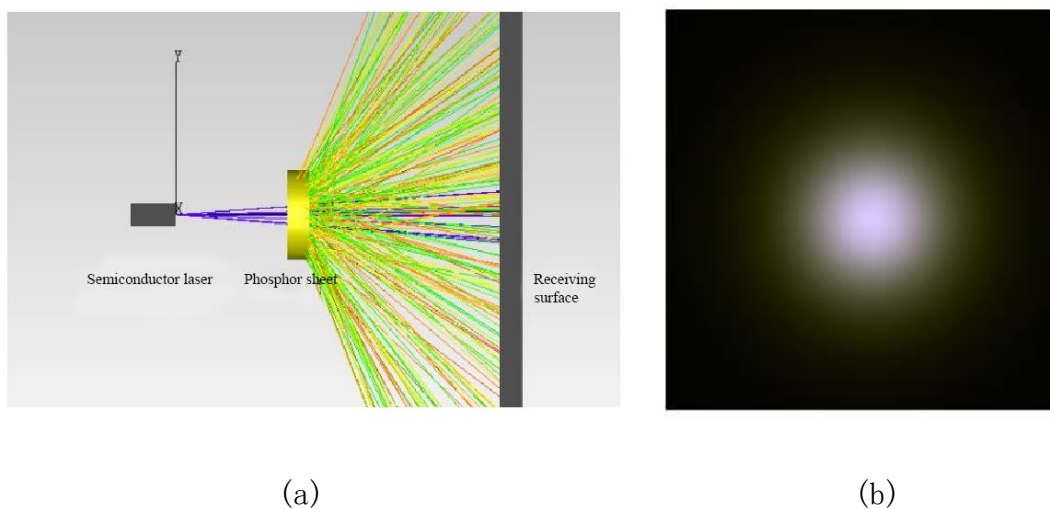 Y
X
Semiconductor laser
Phosphor sheet
Receiving
surface
(a)
(b)